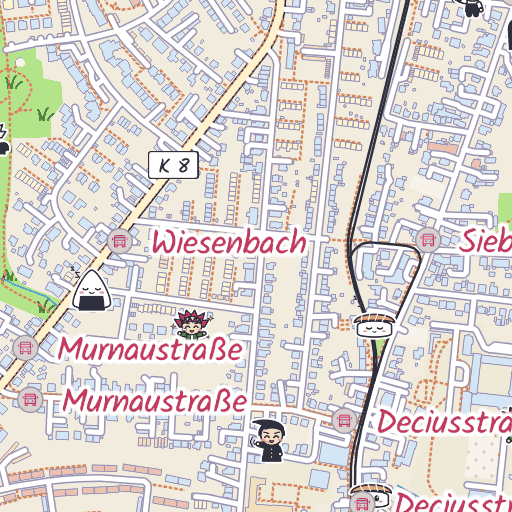 K 8
Wiesenbach
Sieb
Murnaustraße
Murnaustraße
Deciusstra
Deciusstr